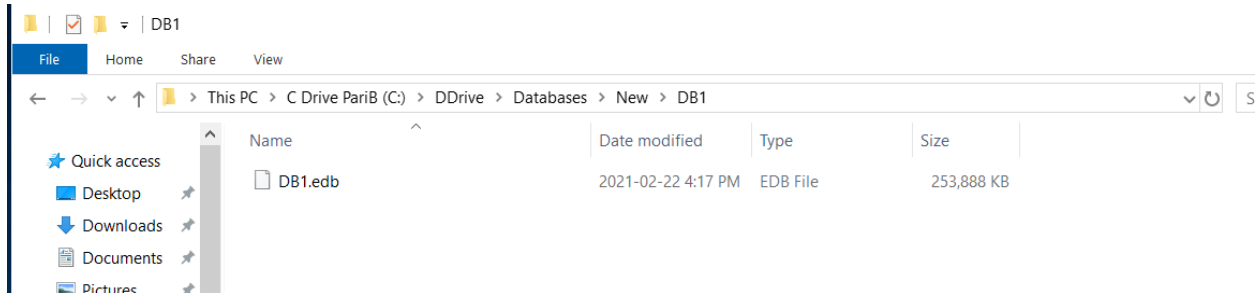 DB1
File Home Share View
This PC > C Drive PariB (C:) > DDrive > Databases > New > DB1 S
Name Date modified Type Size
Quick access
DB1.edb 2021-02-22 4:17 PM EDB File 253,888 KB
Desktop
Downloads
Documents
Pictures